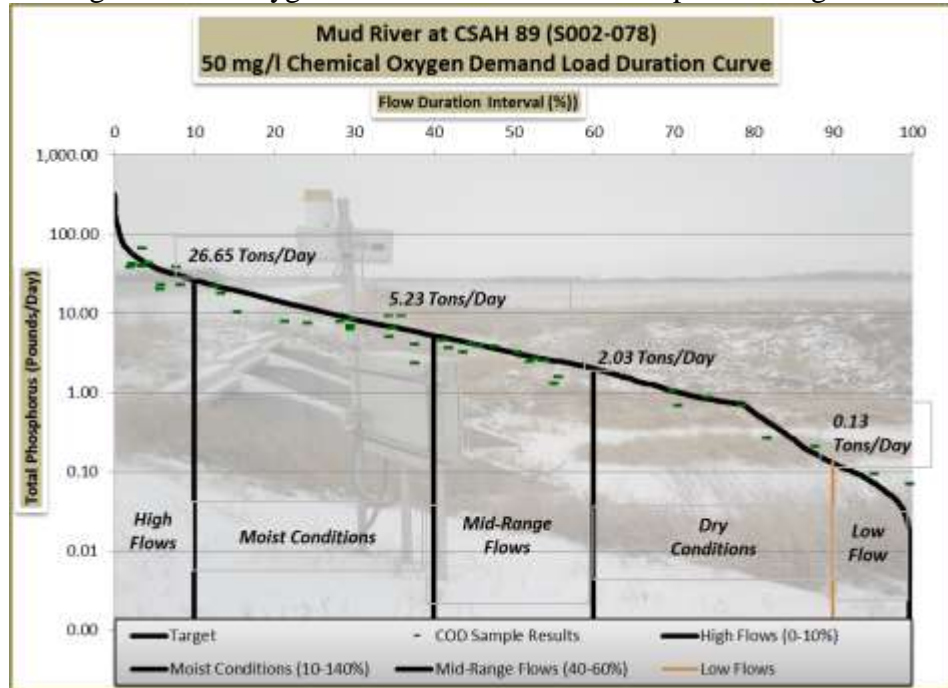 Mud River at CSAH 89 (S002-078)
50 mg/l Chemical Oxygen Demand Load Duration Curve
Flow Duration Interval (%))
0 10 20 30 40 50 60 70 80 90 100
1,000.00
100.00
10.00
1.00
0.10
0.01
0.00
Total Phosphorus (Pounds/Day)
26.65 Tons/Day
5.23 Tons/Day
2.03 Tons/Day
0.13
Tons/Day
High
Flows
Moist Conditions
Mid-Range
Flows
Dry
Conditions
Low
Flow
Target
COD Sample Results
High Flows (0-10%)
Moist Conditions (10-140%)
Mid-Range Flows (40-60%)
Low Flows